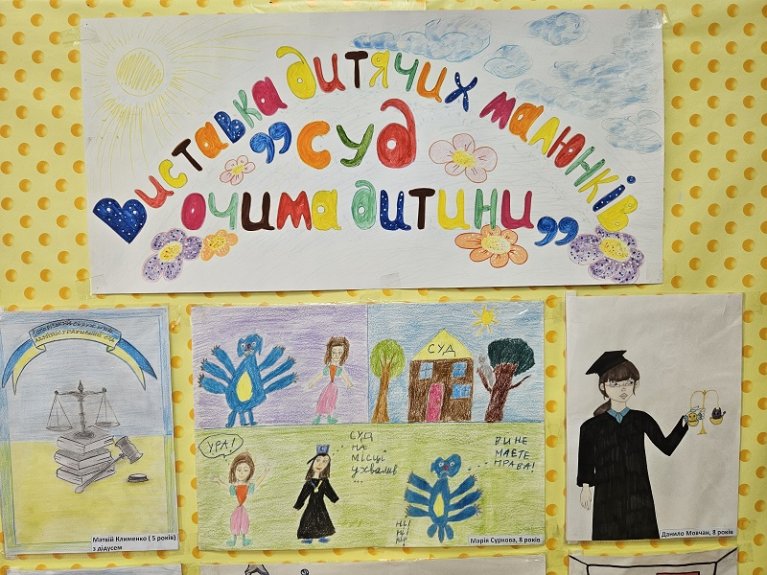 Виставка дитячих малюнків
„суд
очима дитини„
СУД
УРА!
СУД
НА
МІСЦІ
УХВАЛИВ
...
ВИ НЕ
МАЄТЕ
ПРАВА!
НІ!
НІ!
НІ!
Матвій Клименко ( 5 років)
з дідусем
Марія Суркова, 8 років
Данило Мовчан, 8 років